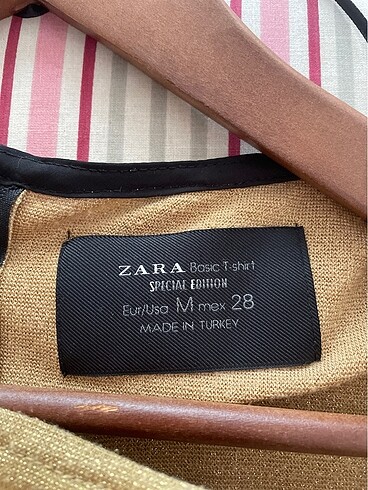 ZARA Basic T-shirt
SPECIAL EDITION
Eur/Usa M mex 28
MADE IN TURKEY